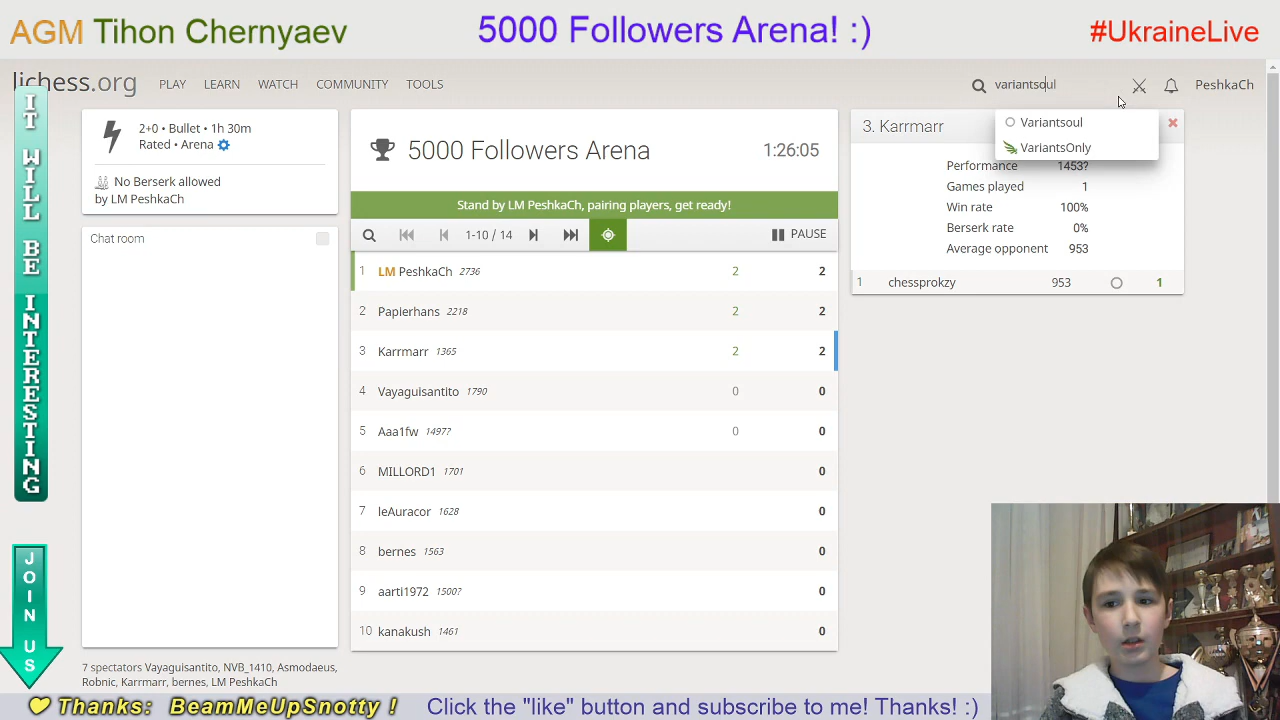 AGM Tihon Chernyaev
5000 Followers Arena! :)
#UkraineLive
lichess.org
PLAY
LEARN
WATCH
COMMUNITY
TOOLS
variantsoul
PeshkaCh
Variantsoul
VariantsOnly
IT WILL BE INTERESTING
JOIN US
2+0 • Bullet • 1h 30m
Rated • Arena
No Berserk allowed
by LM PeshkaCh
Chat room
7 spectators Vayaguisantito, NVB_1410, Asmodaeus,
Robnic, Karrmarr, bernes, LM PeshkaCh
5000 Followers Arena
1:26:05
Stand by LM PeshkaCh, pairing players, get ready!
1-10 / 14
PAUSE
1 LM PeshkaCh 2736 2 2
2 Papierhans 2218 2 2
3 Karrmarr 1365 2 2
4 Vayaguisantito 1790 0 0
5 Aaa1fw 1497? 0 0
6 MILLORD1 1701 0
7 leAuracor 1628 0
8 bernes 1563 0
9 aarti1972 1500? 0
10 kanakush 1461 0
3. Karrmarr
Performance 1453?
Games played 1
Win rate 100%
Berserk rate 0%
Average opponent 953
1 chessprokzy 953 1
Thanks: BeamMeUpSnotty !
Click the "like" button and subscribe to me! Thanks! :)